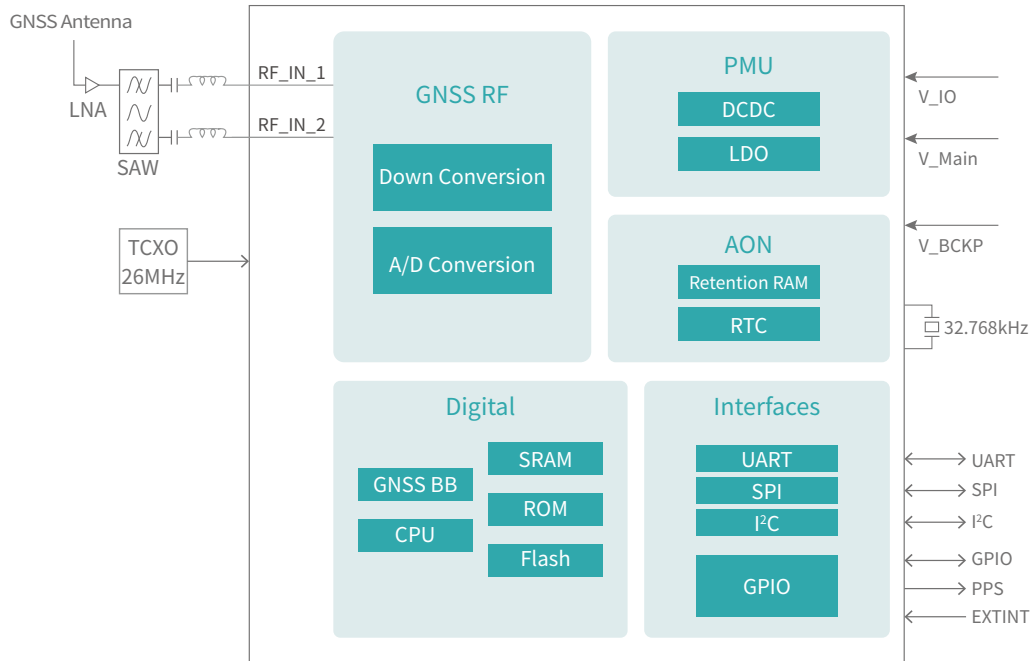 GNSS Antenna
LNA
SAW
RF_IN_1
RF_IN_2
TCXO
26MHz
GNSS RF
Down Conversion
A/D Conversion
PMU
DCDC
LDO
AON
Retention RAM
RTC
V_IO
V_Main
V_BCKP
32.768kHz
Digital
GNSS BB
CPU
SRAM
ROM
Flash
Interfaces
UART
SPI
I²C
GPIO
UART
SPI
I²C
GPIO
PPS
EXTINT